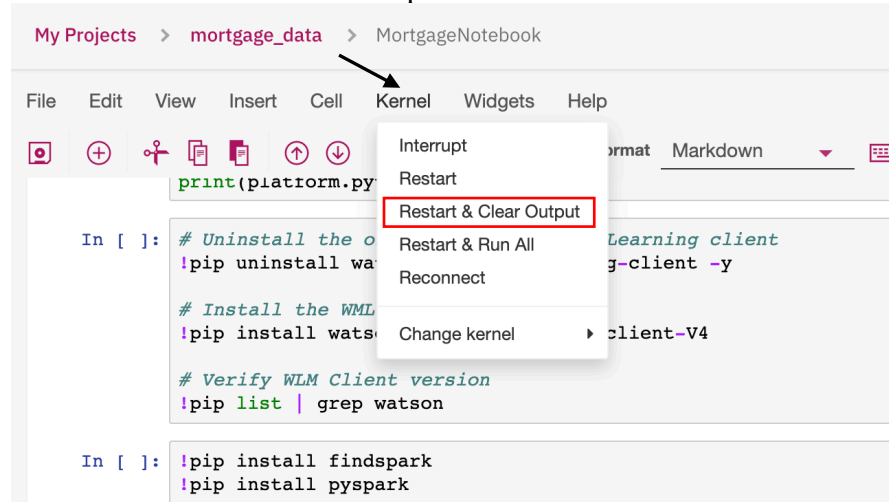 My Projects > mortgage_data > MortgageNotebook
File Edit View Insert Cell Kernel Widgets Help
Interrupt
Restart
Restart & Clear Output
Restart & Run All
Reconnect
Change kernel
ormat Markdown
print(platform.py
In [ ]: # Uninstall the o Learning client
!pip uninstall wa g-client -y
# Install the WML
!pip install wats client-V4
# Verify WLM Client version
!pip list | grep watson
In [ ]: !pip install findspark
!pip install pyspark